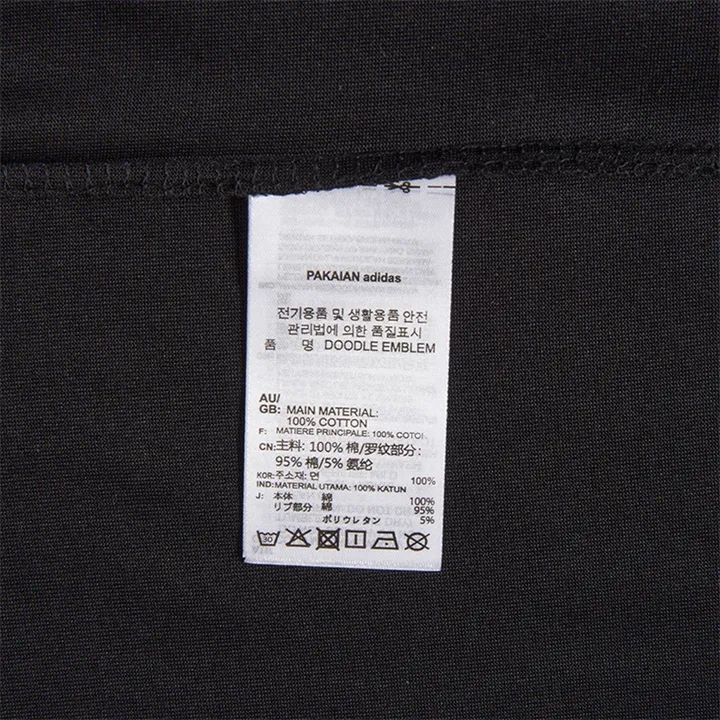 PAKAIAN adidas
전기용품 및 생활용품 안전
관리법에 의한 품질표시
품 명 DOODLE EMBLEM
AU/
GB: MAIN MATERIAL:
100% COTTON
F: MATIERE PRINCIPALE: 100% COTON
CN: 主料: 100% 棉/罗纹部分:
95% 棉/5% 氨纶
KOR: 주소재: 면 100%
IND: MATERIAL UTAMA: 100% KATUN
J: 本体 綿 100%
リブ部分 綿 95%
ポリウレタン 5%
30